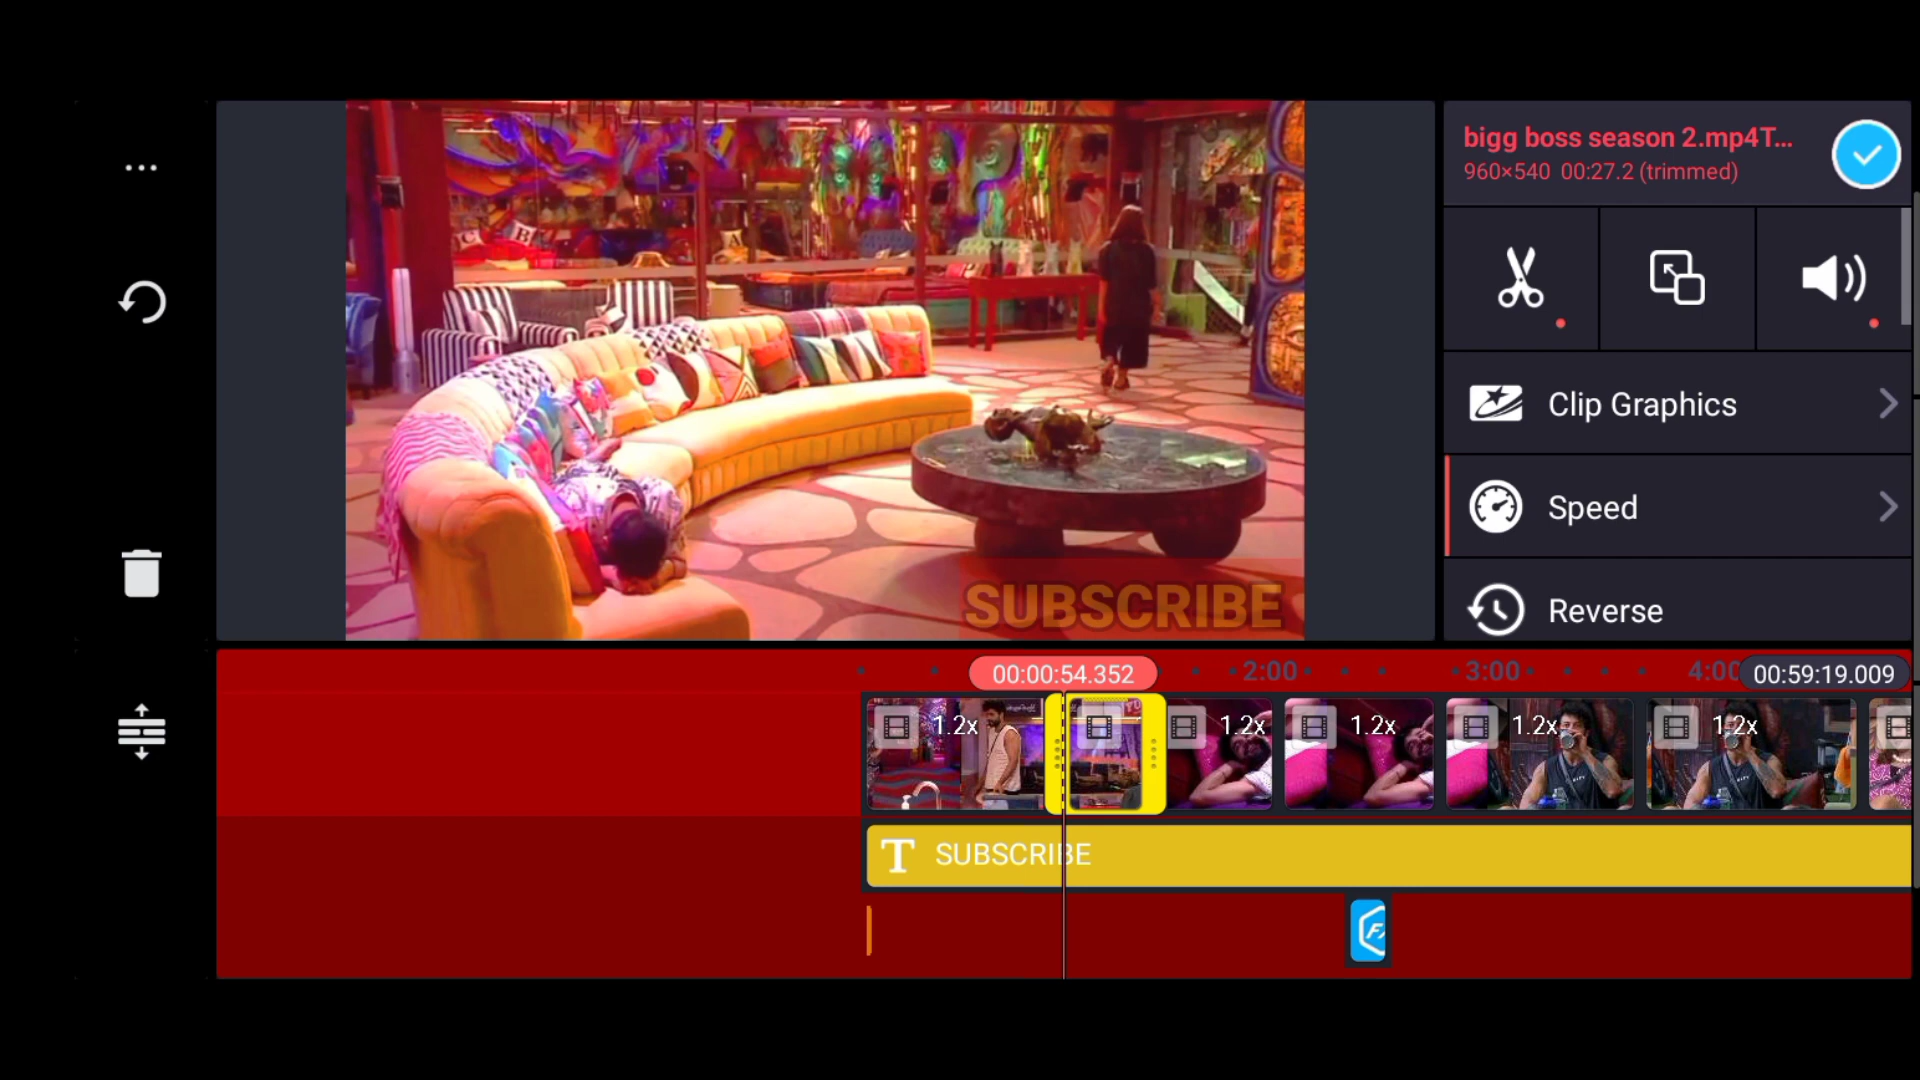 C B A
SUBSCRIBE
bigg boss season 2.mp4T...
960×540 00:27.2 (trimmed)
Clip Graphics
Speed
Reverse
00:00:54.352
2:00
3:00
4:00
00:59:19.009
1.2x
1.2x
1.2x
1.2x
1.2x
T SUBSCRIBE